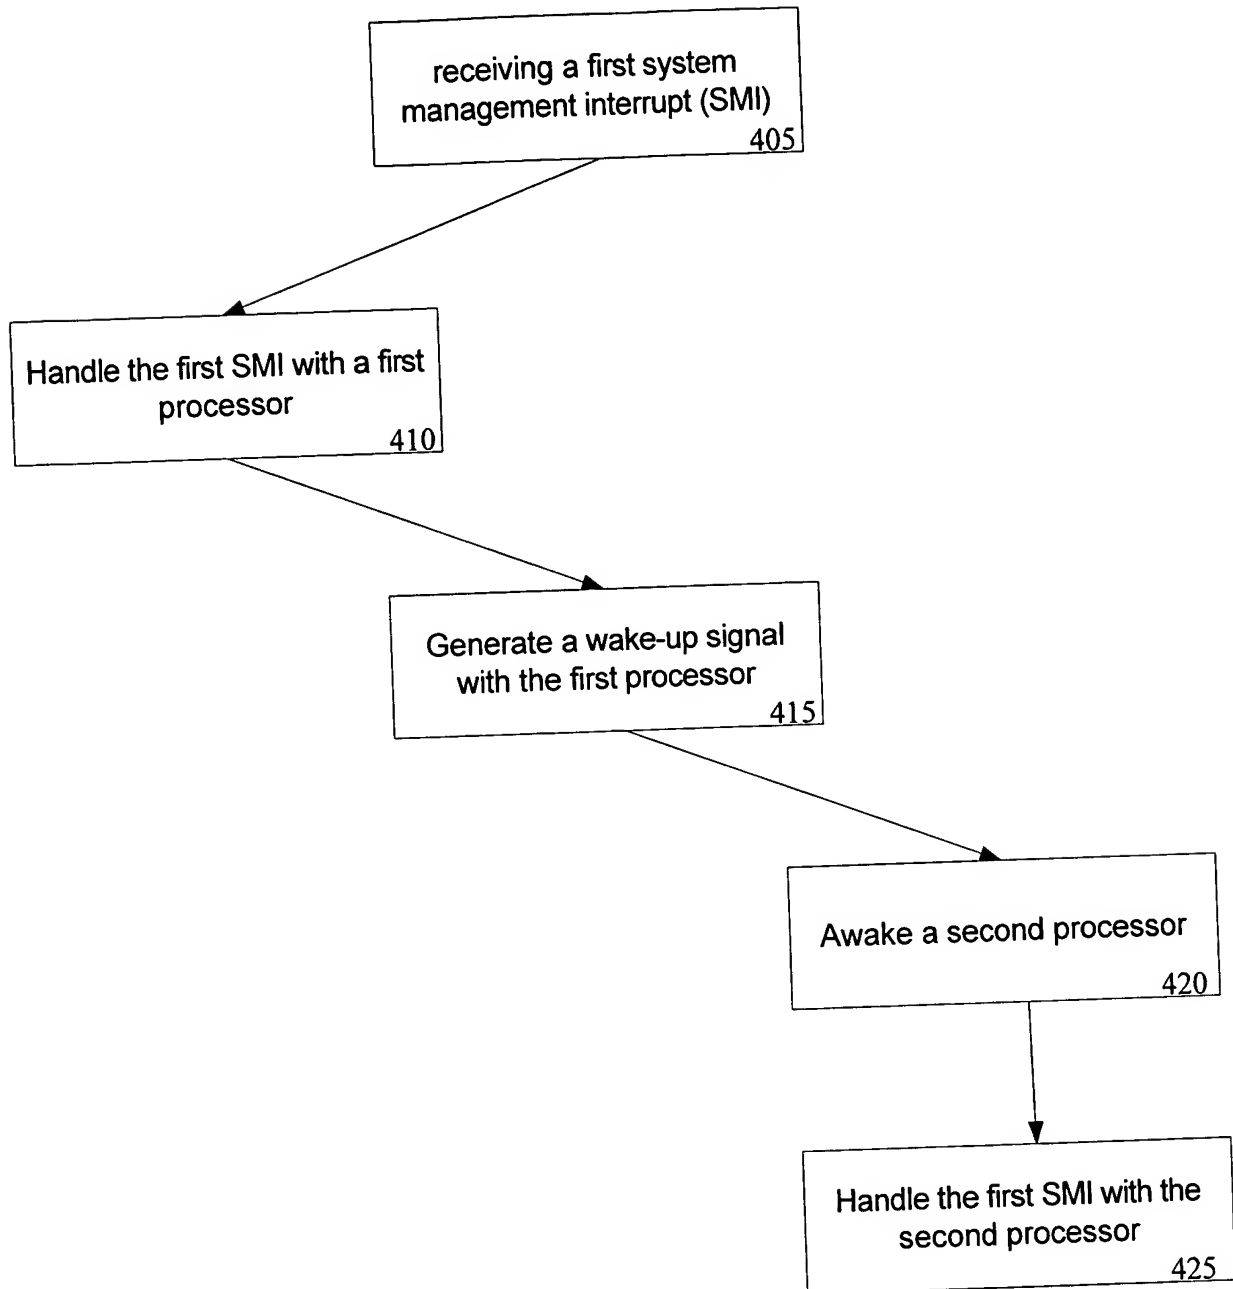 receiving a first system
management interrupt (SMI)
405
Handle the first SMI with a first
processor
410
Generate a wake-up signal
with the first processor
415
Awake a second processor
420
Handle the first SMI with the
second processor
425